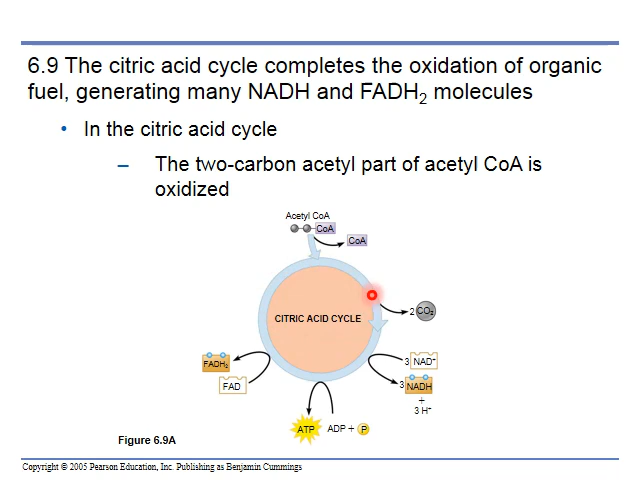 6.9 The citric acid cycle completes the oxidation of organic
fuel, generating many NADH and FADH₂ molecules
• In the citric acid cycle
– The two-carbon acetyl part of acetyl CoA is
oxidized
Acetyl CoA
CoA
CoA
CITRIC ACID CYCLE
2 CO₂
FADH₂
FAD
3 NAD⁺
3 NADH
+
3 H⁺
ATP
ADP + P
Figure 6.9A
Copyright © 2005 Pearson Education, Inc. Publishing as Benjamin Cummings